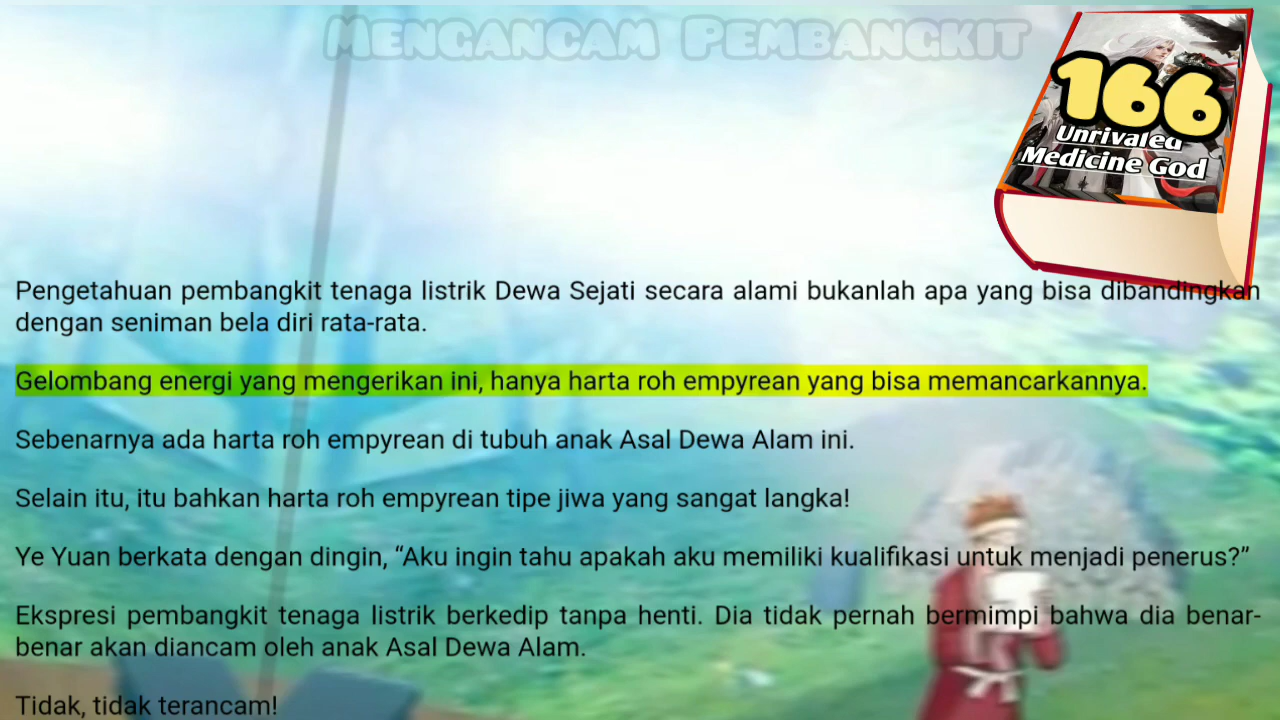 Mengancam Pembangkit
166
Unrivaled
Medicine God
Pengetahuan pembangkit tenaga listrik Dewa Sejati secara alami bukanlah apa yang bisa dibandingkan
dengan seniman bela diri rata-rata.
Gelombang energi yang mengerikan ini, hanya harta roh empyrean yang bisa memancarkannya.
Sebenarnya ada harta roh empyrean di tubuh anak Asal Dewa Alam ini.
Selain itu, itu bahkan harta roh empyrean tipe jiwa yang sangat langka!
Ye Yuan berkata dengan dingin, “Aku ingin tahu apakah aku memiliki kualifikasi untuk menjadi penerus?”
Ekspresi pembangkit tenaga listrik berkedip tanpa henti. Dia tidak pernah bermimpi bahwa dia benar-
benar akan diancam oleh anak Asal Dewa Alam.
Tidak, tidak terancam!